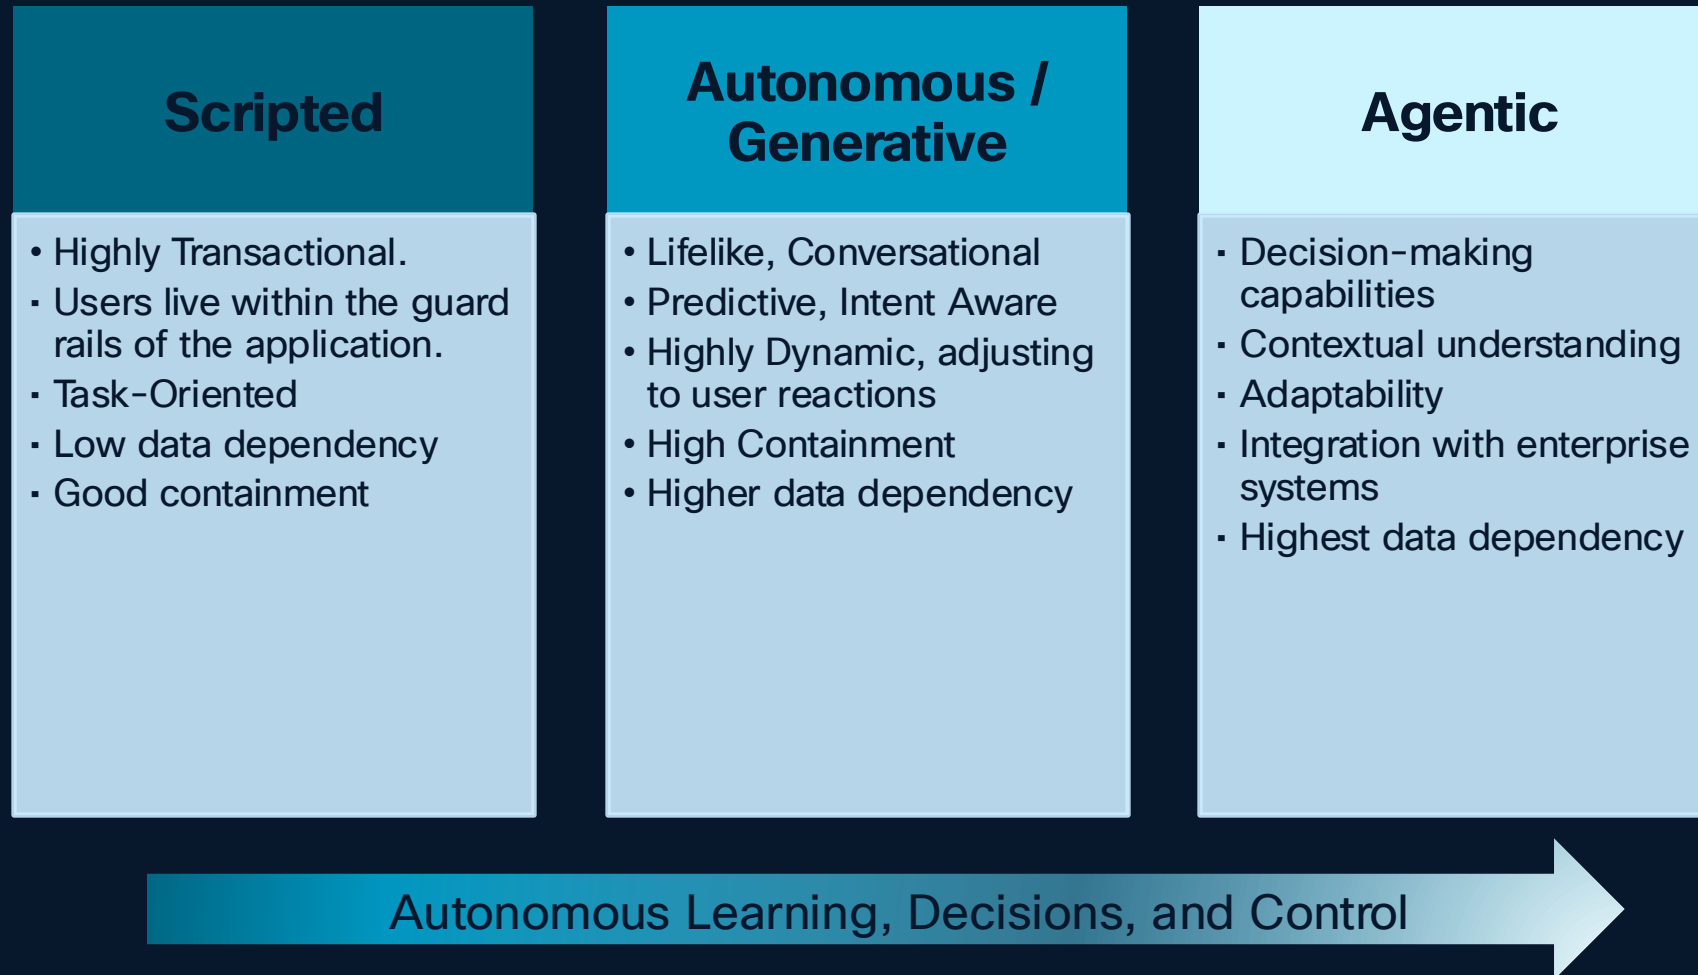 Scripted
• Highly Transactional.
▪ Users live within the guard
rails of the application.
▪ Task-Oriented
▪ Low data dependency
▪ Good containment
Autonomous /
Generative
• Lifelike, Conversational
• Predictive, Intent Aware
• Highly Dynamic, adjusting
to user reactions
• High Containment
• Higher data dependency
Agentic
▪ Decision-making
capabilities
▪ Contextual understanding
▪ Adaptability
▪ Integration with enterprise
systems
▪ Highest data dependency
Autonomous Learning, Decisions, and Control